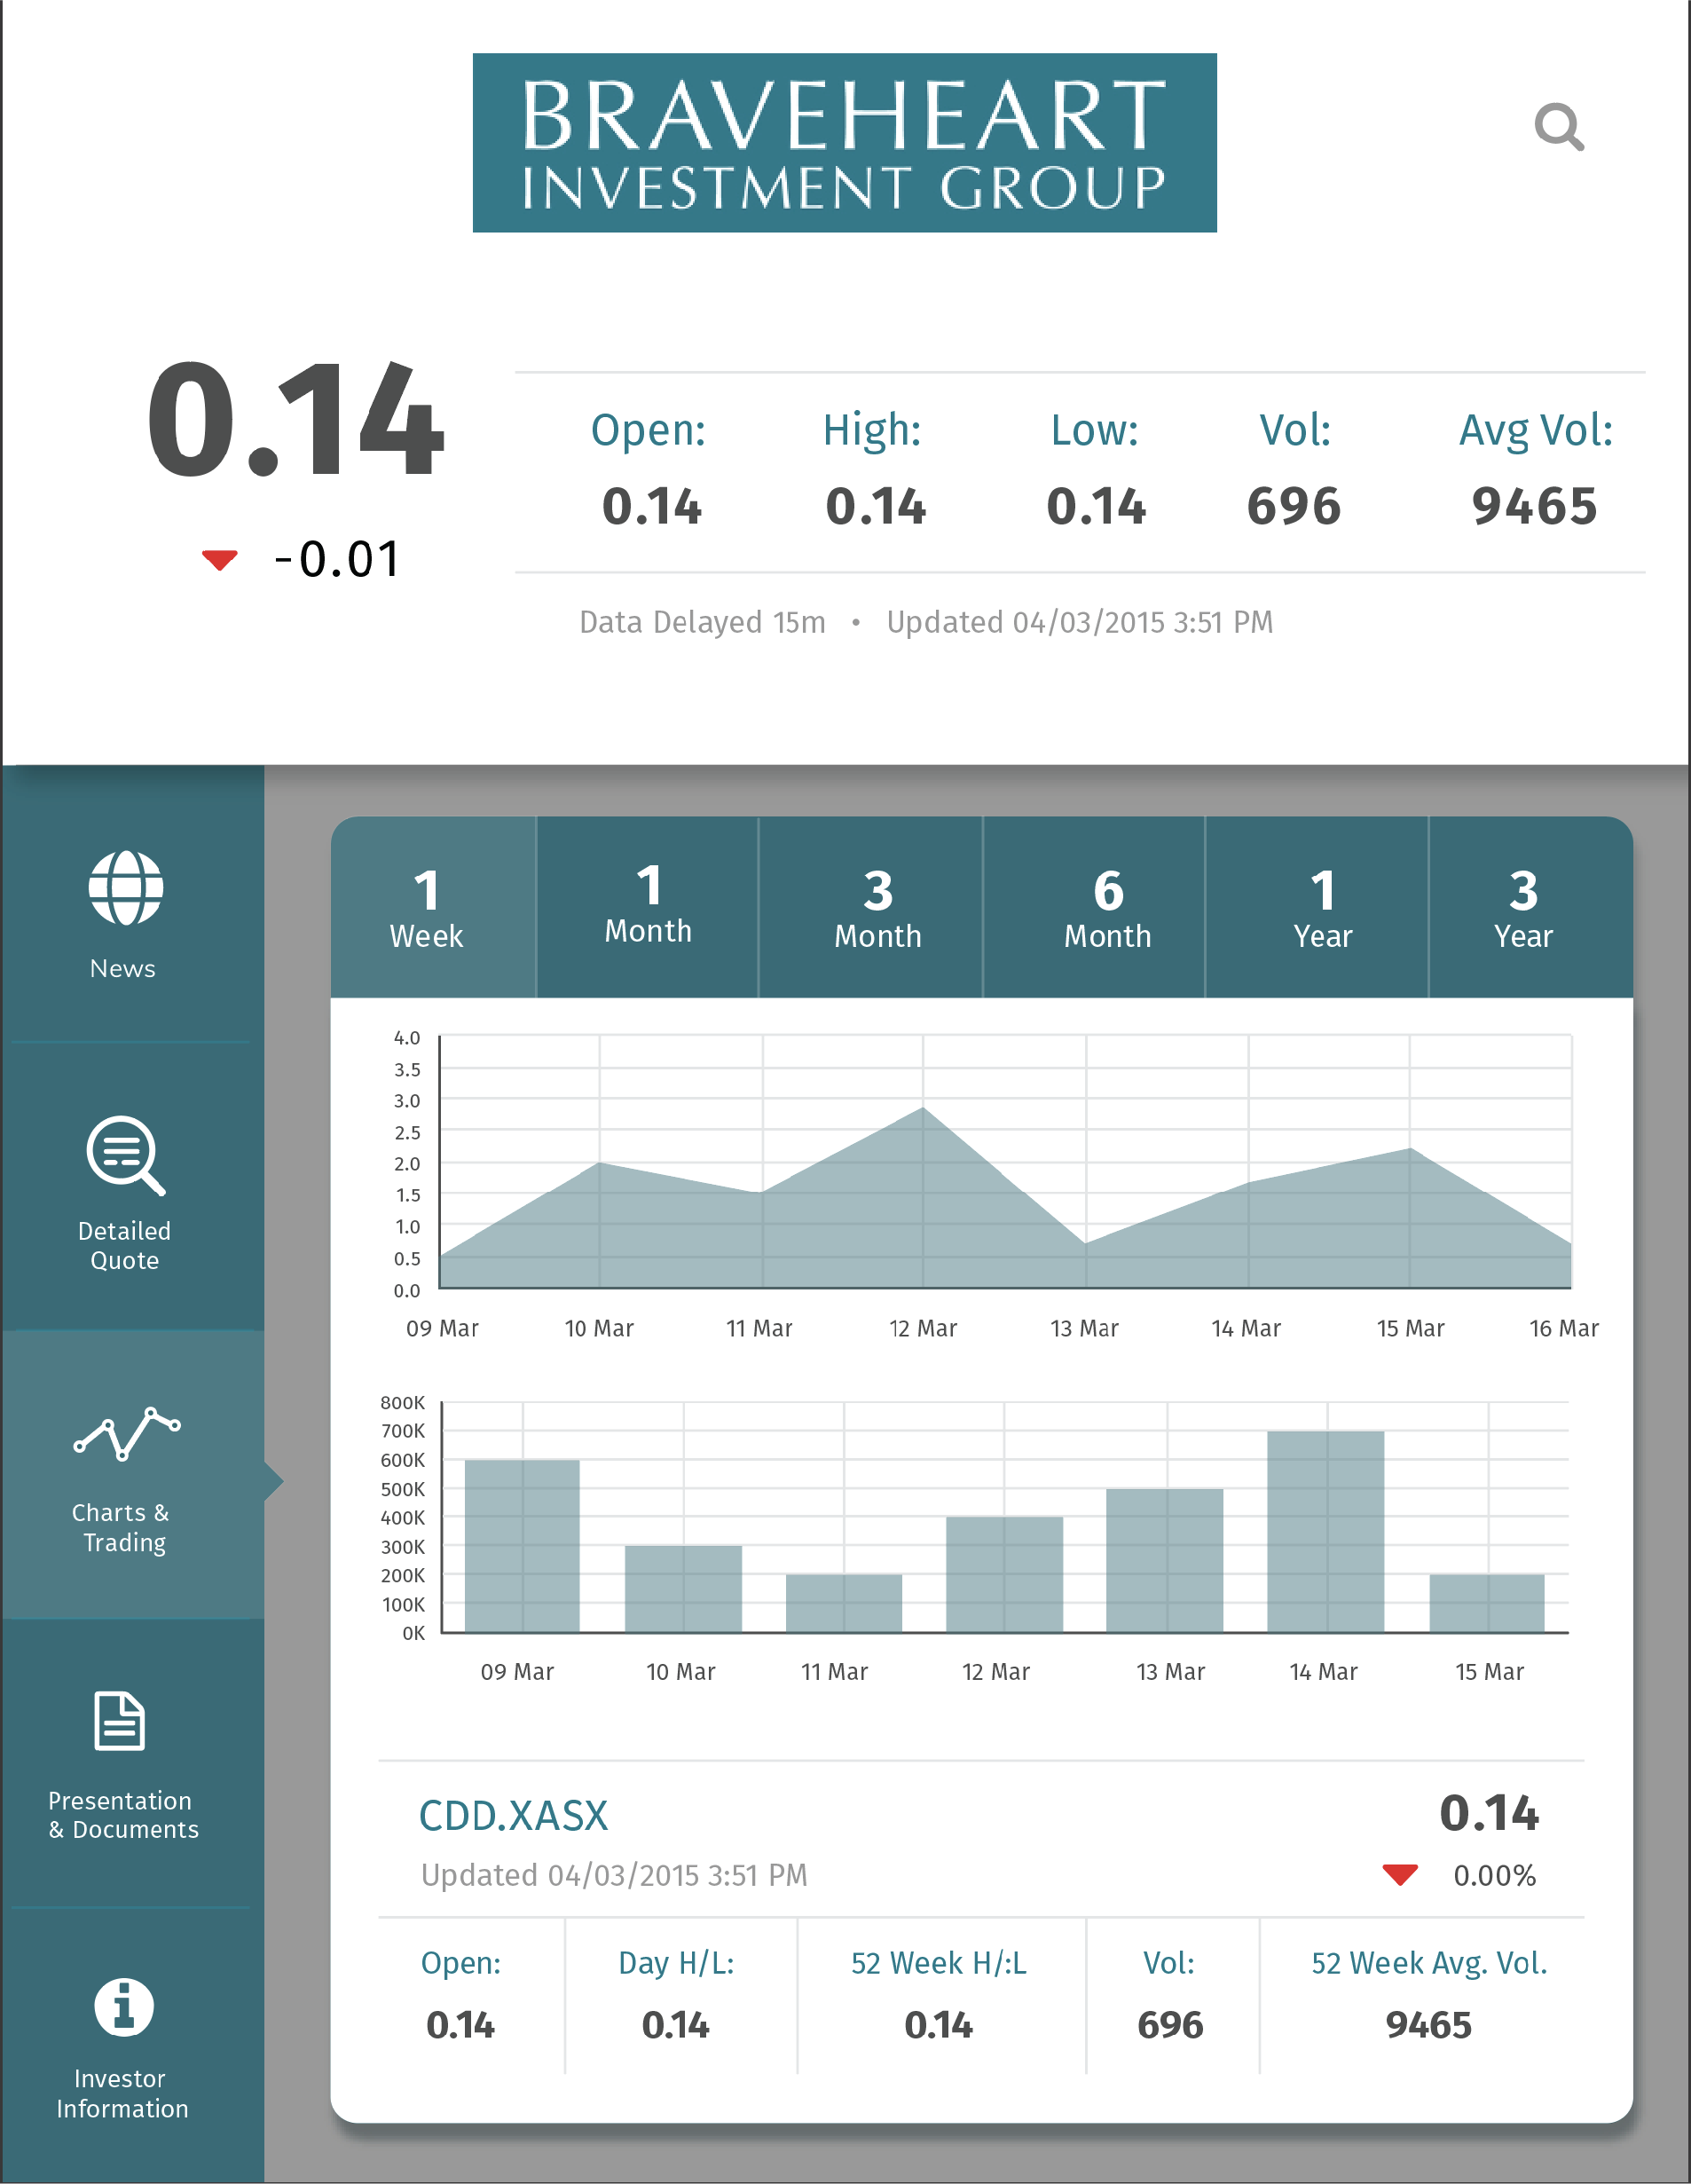 BRAVEHEART
INVESTMENT GROUP
0.14
-0.01
Open: High: Low: Vol: Avg Vol:
0.14 0.14 0.14 696 9465
Data Delayed 15m • Updated 04/03/2015 3:51 PM
News
Detailed
Quote
Charts &
Trading
Presentation
& Documents
Investor
Information
1 1 3 6 1 3
Week Month Month Month Year Year
4.0
3.5
3.0
2.5
2.0
1.5
1.0
0.5
0.0
09 Mar 10 Mar 11 Mar 12 Mar 13 Mar 14 Mar 15 Mar 16 Mar
800K
700K
600K
500K
400K
300K
200K
100K
0K
09 Mar 10 Mar 11 Mar 12 Mar 13 Mar 14 Mar 15 Mar
CDD.XASX 0.14
Updated 04/03/2015 3:51 PM 0.00%
Open: Day H/L: 52 Week H/:L Vol: 52 Week Avg. Vol.
0.14 0.14 0.14 696 9465